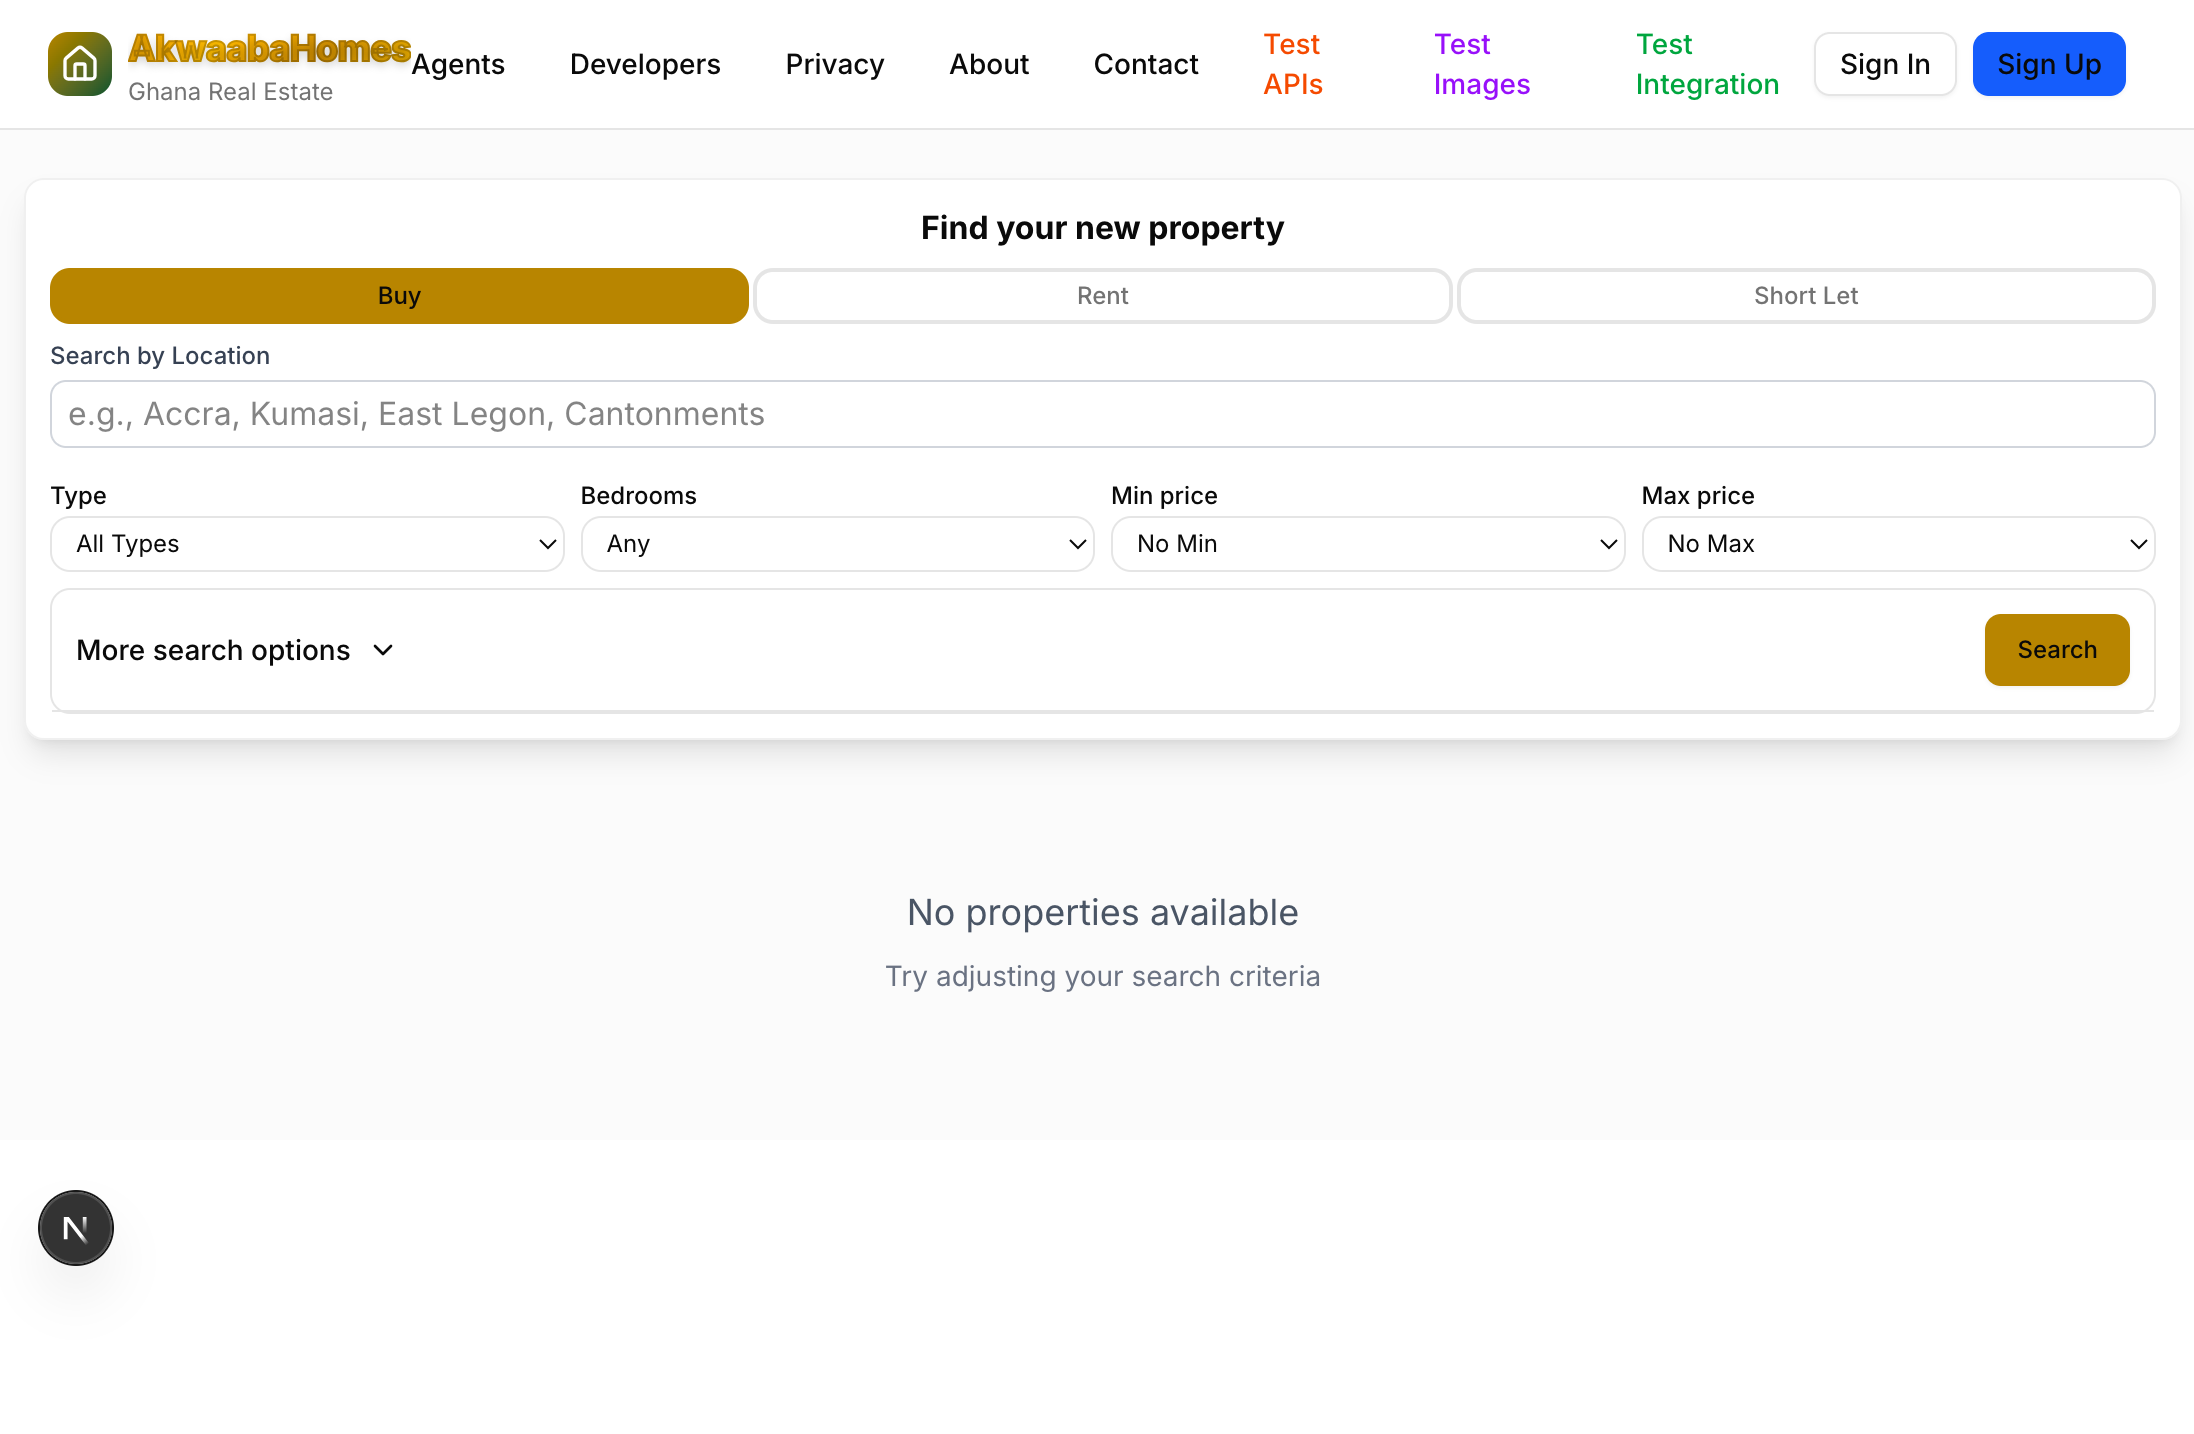 AkwaabaHomes
Ghana Real Estate
Agents
Developers
Privacy
About
Contact
Test
APIs
Test
Images
Test
Integration
Sign In
Sign Up
Find your new property
Buy
Rent
Short Let
Search by Location
e.g., Accra, Kumasi, East Legon, Cantonments
Type
Bedrooms
Min price
Max price
All Types
Any
No Min
No Max
More search options
Search
No properties available
Try adjusting your search criteria
N